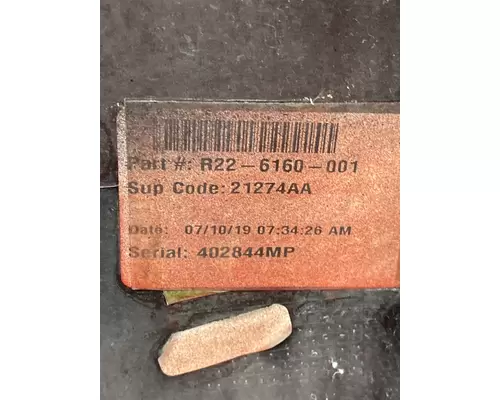 Part #: R22-6160-001
Sup Code: 21274AA
Date: 07/10/19 07:34:26 AM
Serial: 402844MP